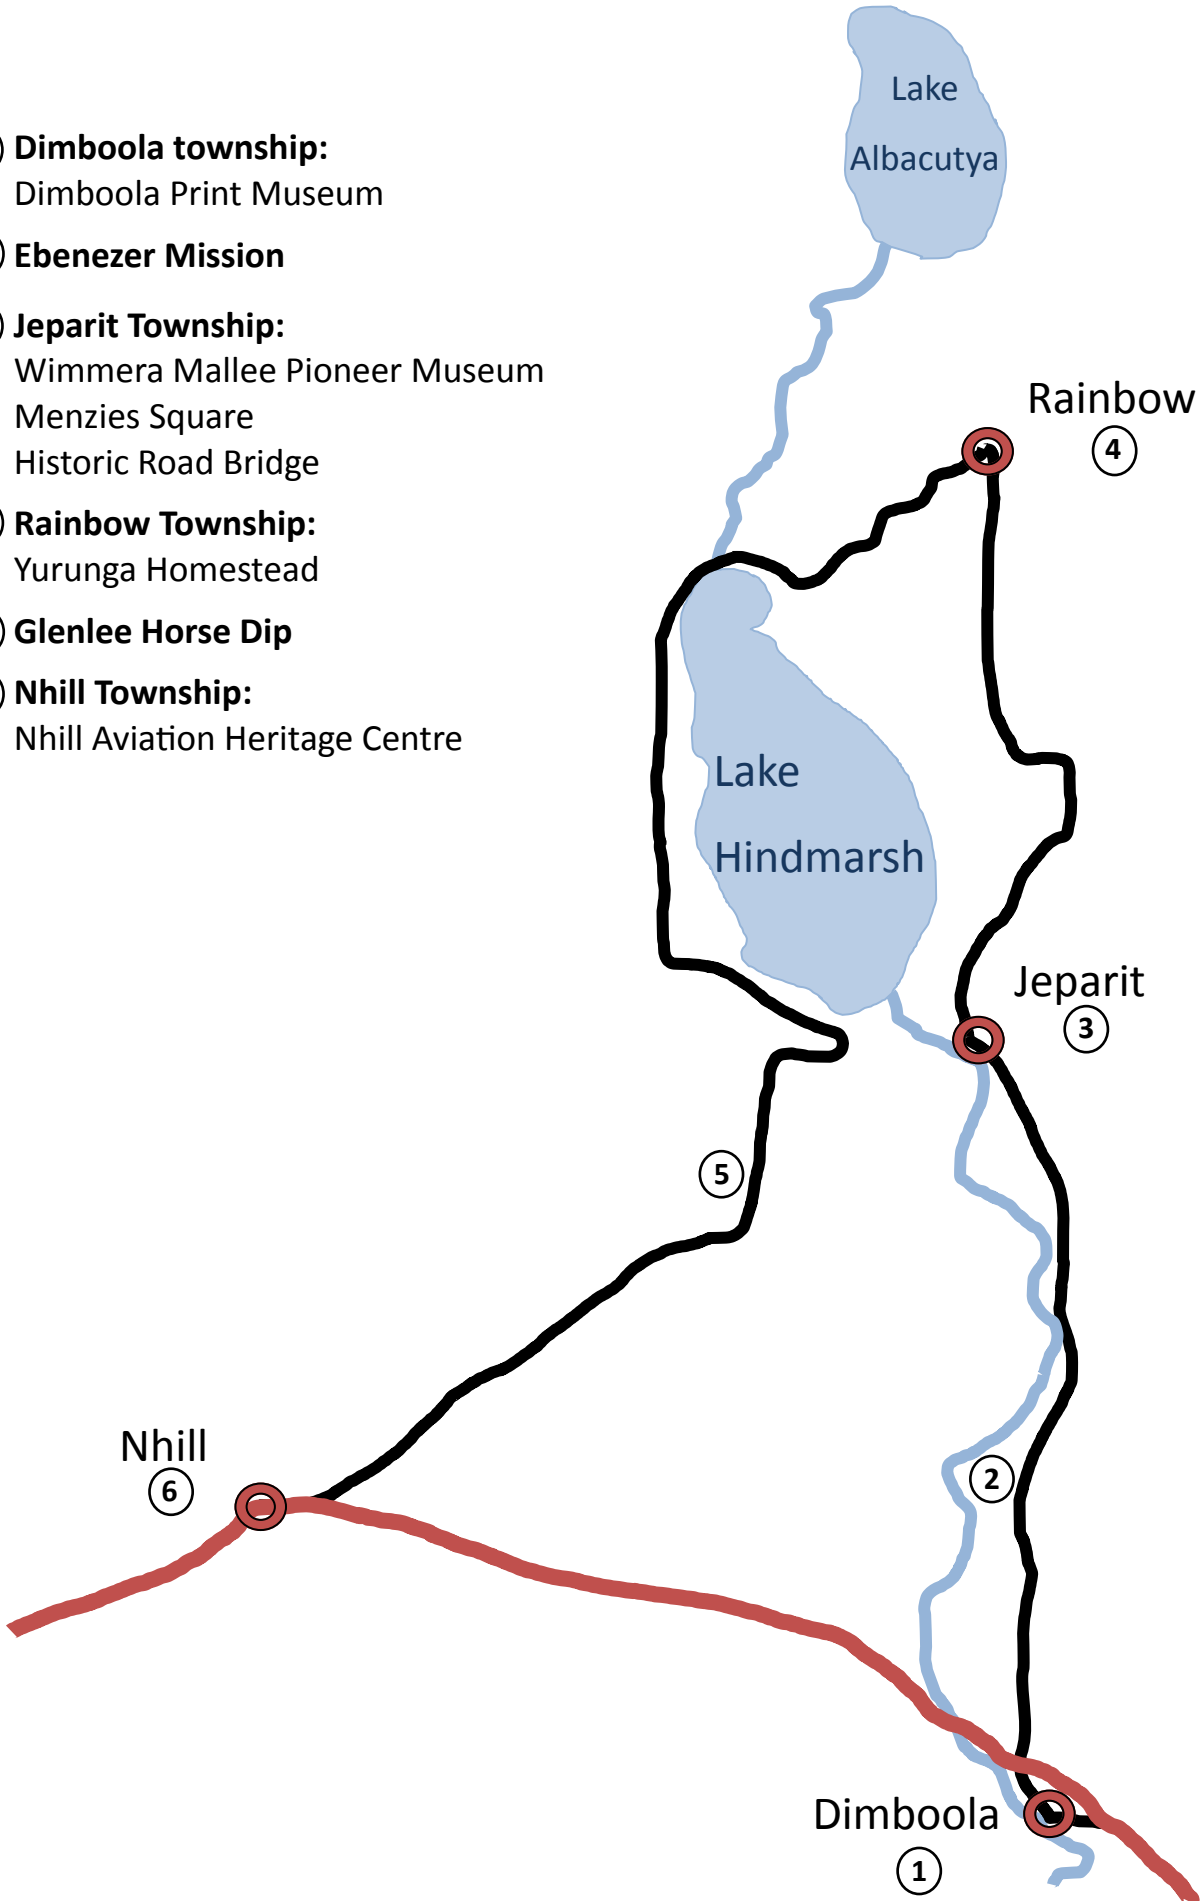 Dimboola township:
Dimboola Print Museum
Ebenezer Mission
Jeparit Township:
Wimmera Mallee Pioneer Museum
Menzies Square
Historic Road Bridge
Rainbow Township:
Yurunga Homestead
Glenlee Horse Dip
Nhill Township:
Nhill Aviation Heritage Centre
Lake
Albacutya
Rainbow
4
Lake
Hindmarsh
Jeparit
3
5
Nhill
6
2
Dimboola
1